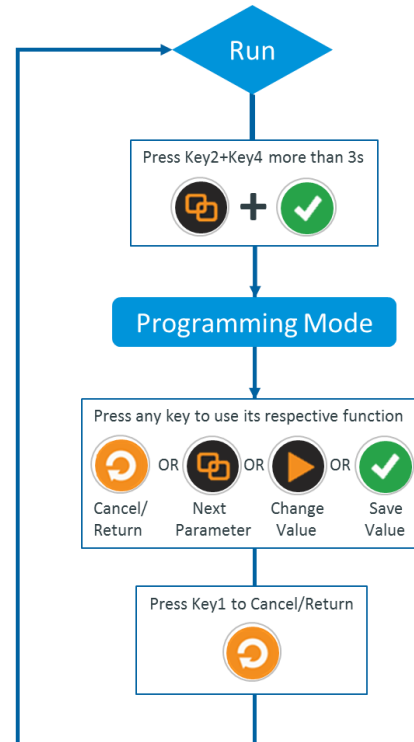 Run
Press Key2+Key4 more than 3s
+
Programming Mode
Press any key to use its respective function
OR OR OR
Cancel/ Next Change Save
Return Parameter Value Value
Press Key1 to Cancel/Return